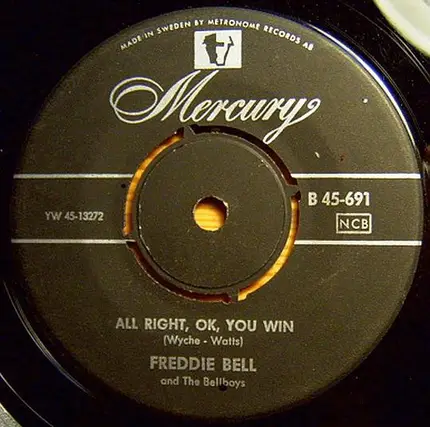 MADE IN SWEDEN BY METRONOME RECORDS AB
Mercury
B 45-691
YW 45-13272
NCB
ALL RIGHT, OK, YOU WIN
(Wyche - Watts)
FREDDIE BELL
and The Bellboys